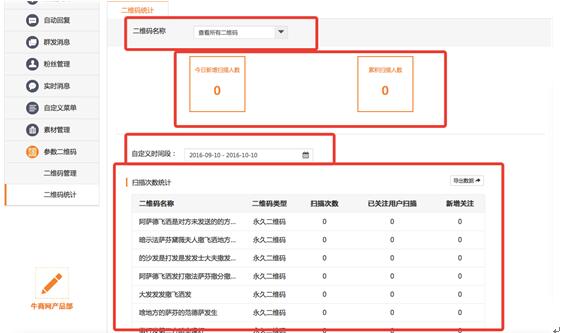 二维码统计
自动回复
群发消息
粉丝管理
实时消息
自定义菜单
素材管理
参数二维码
二维码管理
二维码统计
牛商网产品部
二维码名称 查看所有二维码
今日新增扫描人数 累积扫描人数
0 0
自定义时间段： 2016-09-10 - 2016-10-10
扫描次数统计 导出数据
二维码名称 二维码类型 扫描次数 已关注用户扫描 新增关注
阿萨德飞洒是对方未发送的的方... 永久二维码 0 0 0
暗示法萨芬黛薇夫人撒飞洒地方... 永久二维码 0 0 0
的沙发是打发是发发士大夫撒发... 永久二维码 0 0 0
阿萨德飞洒打撒法萨芬撒分撒... 永久二维码 0 0 0
大发发发撒飞洒发 永久二维码 0 0 0
啥地方的萨芬的范德萨发生 永久二维码 0 0 0